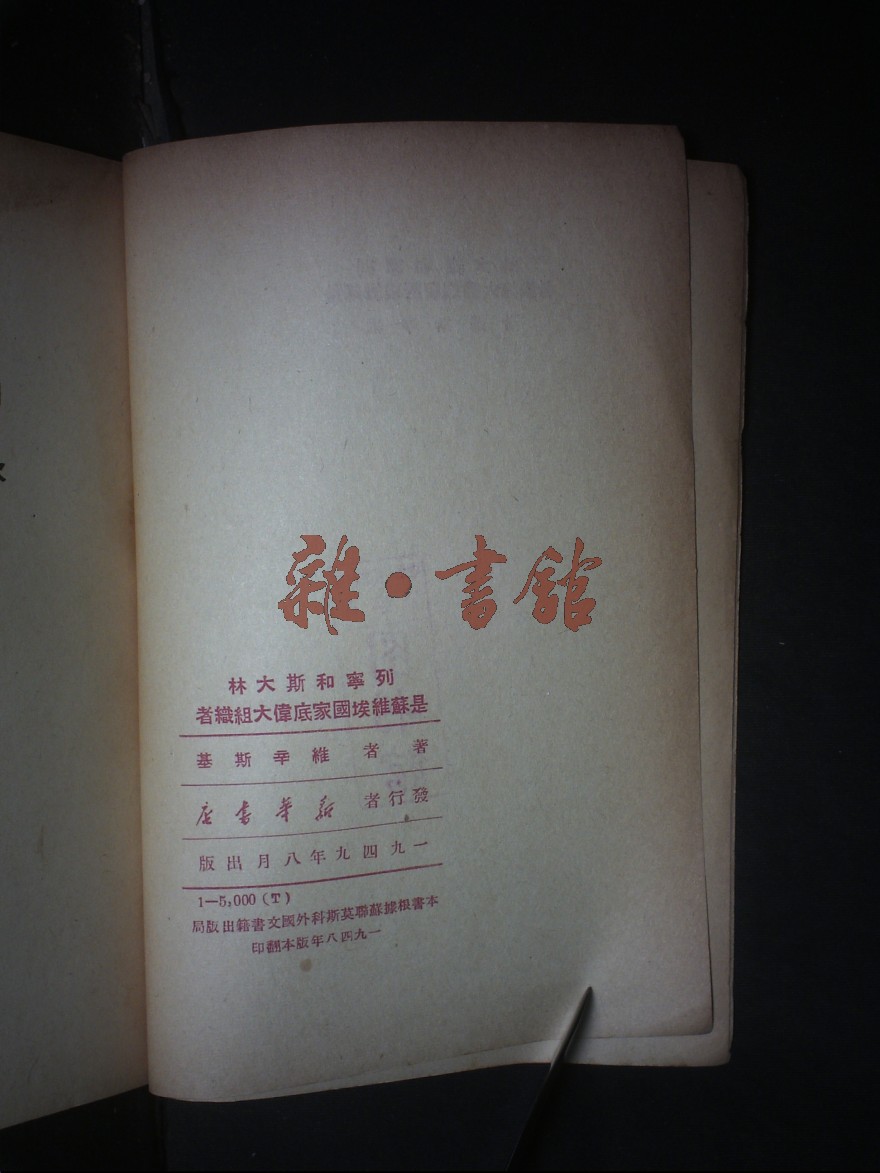 雜·書舘
列寧和斯大林
是蘇維埃國家底偉大組織者
著者 維辛斯基
發行者 新華書店
一九四九年八月出版
1—5,000(T)
本書根據蘇聯莫斯科外國文書籍出版局
一九四八年版本翻印